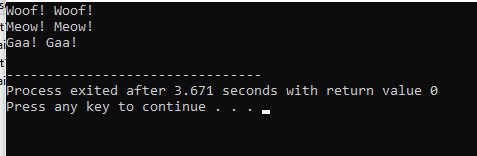 Woof! Woof!
Meow! Meow!
Gaa! Gaa!
--------------------------------
Process exited after 3.671 seconds with return value 0
Press any key to continue . . .